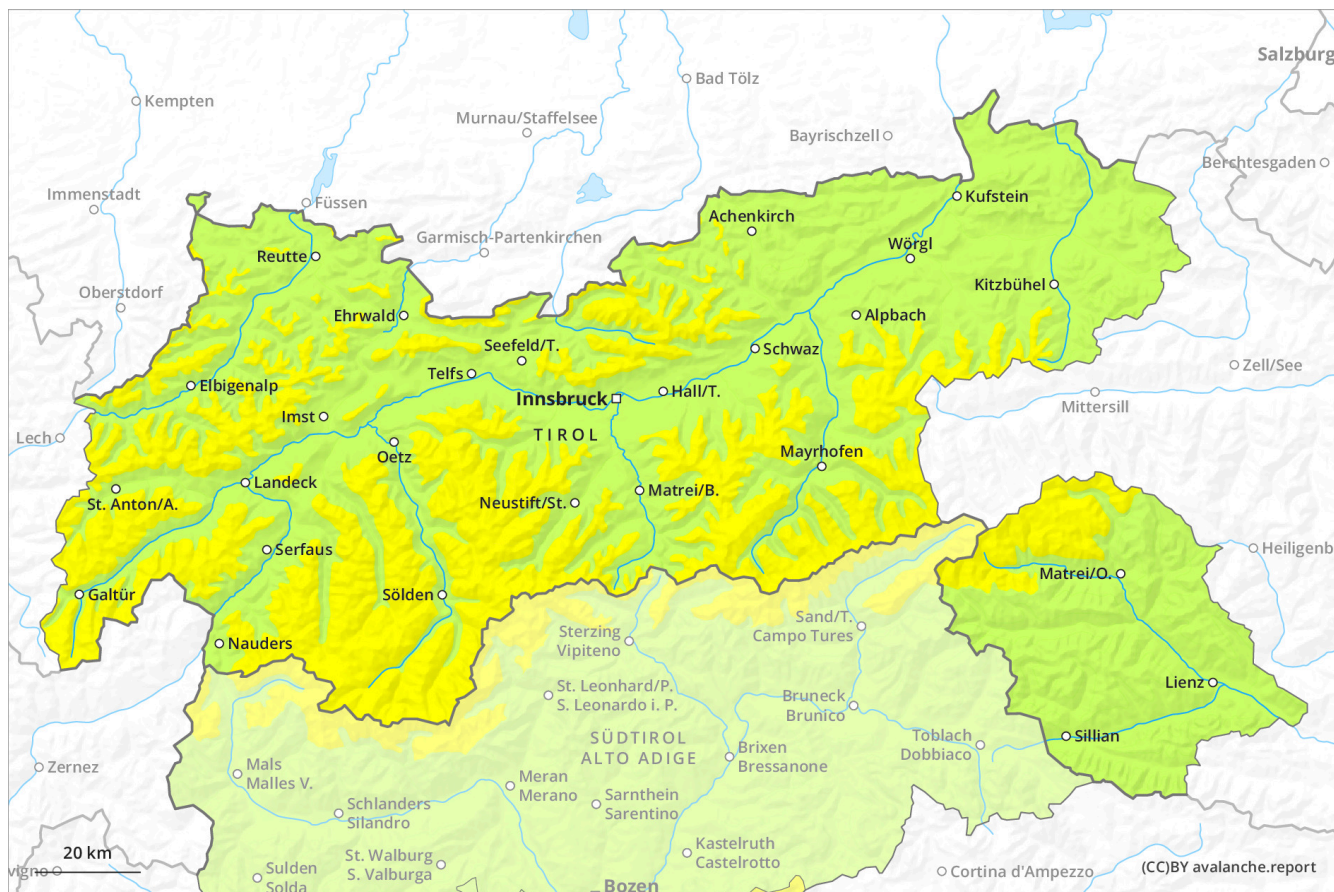 Salzburg
Bad Tölz
Kempten
Murnau/Staffelsee
Bayrischzell
Berchtesgaden
Immenstadt
Füssen
Kufstein
Achenkirch
Garmisch-Partenkirchen
Wörgl
Reutte
Kitzbühel
Oberstdorf
Ehrwald
Alpbach
Seefeld/T.
Schwaz
Zell/See
Telfs
Elbigenalp
Innsbruck
Hall/T.
Mittersill
Imst
TIROL
Lech
Oetz
Mayrhofen
Landeck
Matrei/B.
St. Anton/A.
Neustift/St.
Serfaus
Heiligenb
Matrei/O.
Galtür
Sölden
Sand/T.
Campo Tures
Sterzing
Vipiteno
Nauders
Lienz
St. Leonhard/P.
S. Leonardo i. P.
Bruneck
Brunico
SÜDTIROL
ALTO ADIGE
Toblach
Dobbiaco
Sillian
Brixen
Bressanone
Zernez
Mals
Malles V.
Meran
Merano
Sarnthein
Sarentino
Schlanders
Silandro
20 km
Kastelruth
Castelrotto
St. Walburg
S. Valburga
vigno
Sulden
Solda
Cortina d'Ampezzo
(CC)BY avalanche.report
Bozen